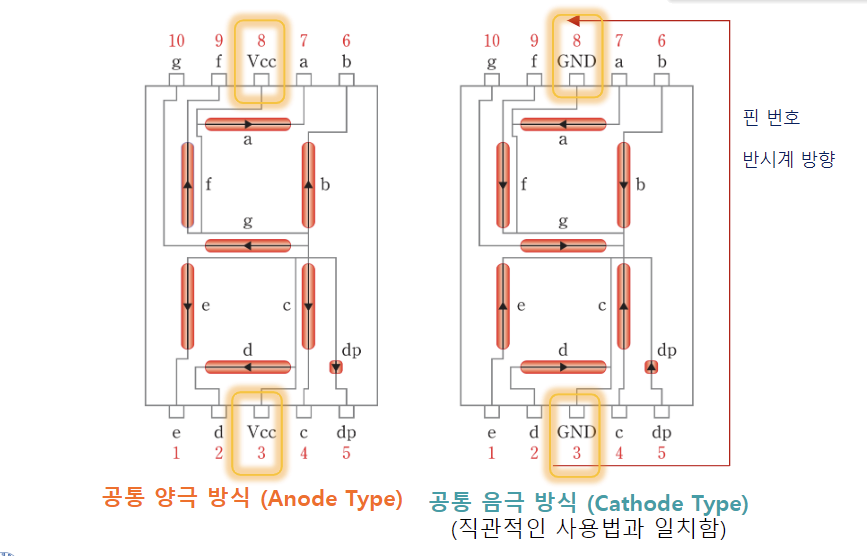 10 9 8 7 6
g f Vcc a b
a
f b
g
e c
d dp
e d Vcc c dp
1 2 3 4 5
공통 양극 방식 (Anode Type)
10 9 8 7 6
g f GND a b
a
f b
g
e c
d dp
e d GND c dp
1 2 3 4 5
공통 음극 방식 (Cathode Type)
(직관적인 사용법과 일치함)
핀 번호
반시계 방향